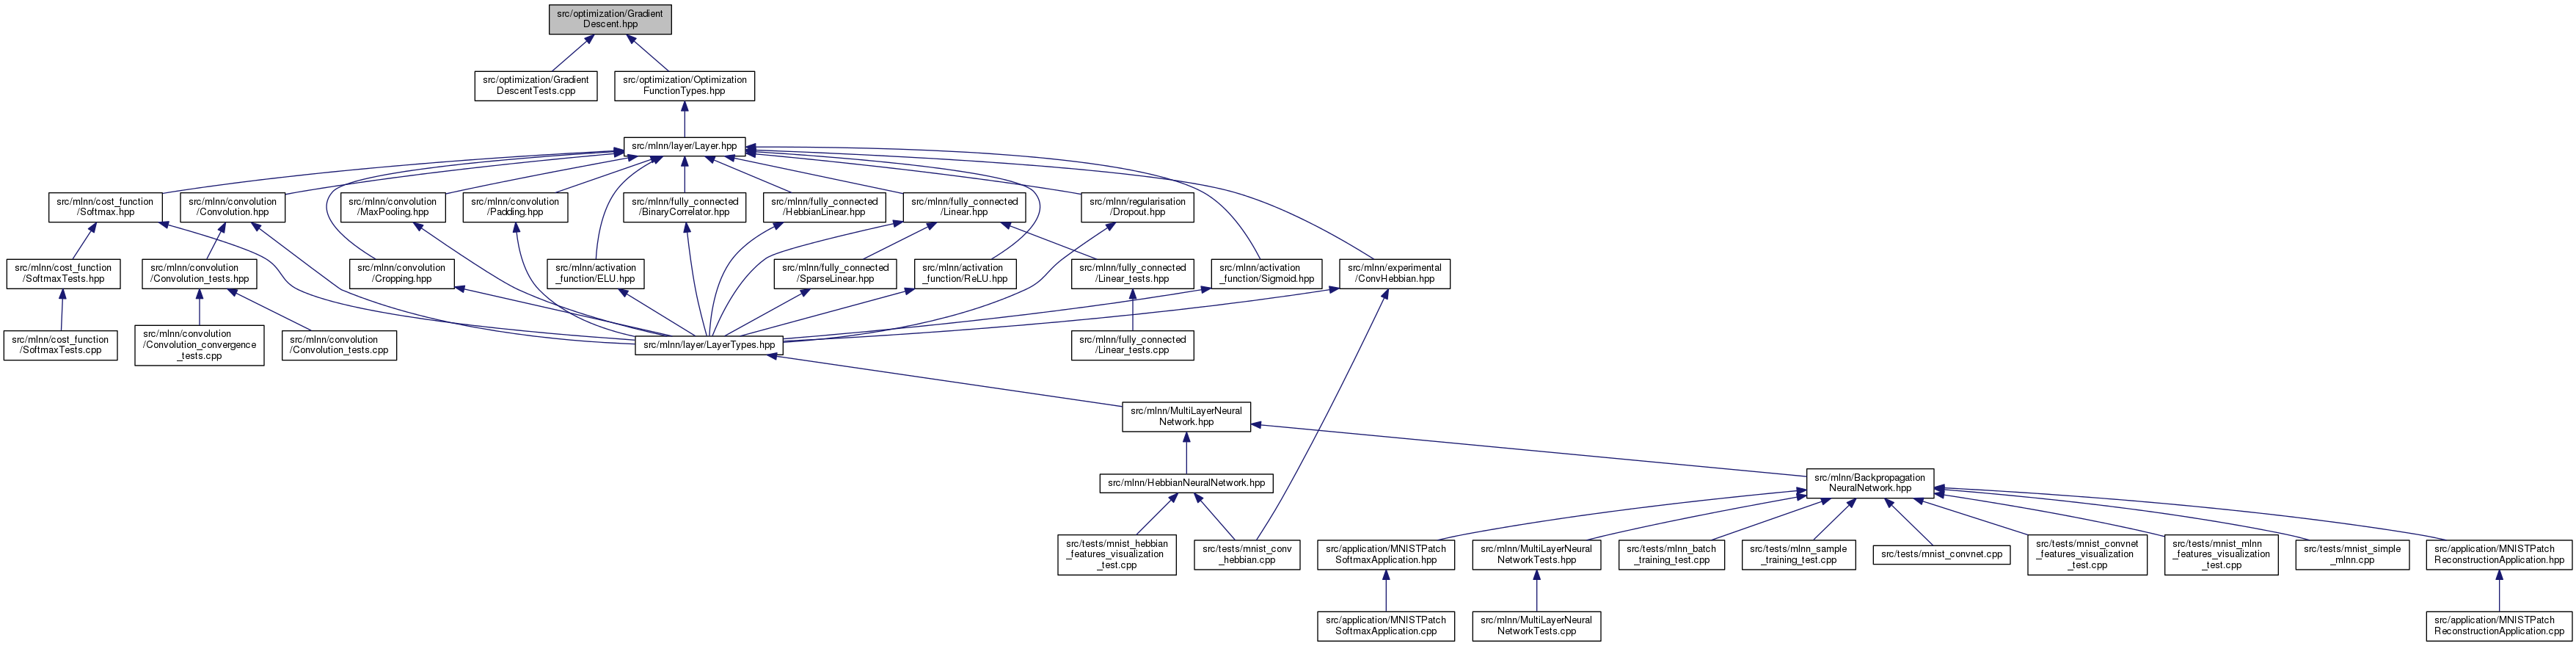 src/optimization/Gradient
Descent.hpp
src/optimization/Gradient
DescentTests.cpp
src/optimization/Optimization
FunctionTypes.hpp
src/mlnn/layer/Layer.hpp
src/mlnn/cost_function
/Softmax.hpp
src/mlnn/convolution
/Convolution.hpp
src/mlnn/convolution
/MaxPooling.hpp
src/mlnn/convolution
/Padding.hpp
src/mlnn/fully_connected
/BinaryCorrelator.hpp
src/mlnn/fully_connected
/HebbianLinear.hpp
src/mlnn/fully_connected
/Linear.hpp
src/mlnn/regularisation
/Dropout.hpp
src/mlnn/cost_function
/SoftmaxTests.hpp
src/mlnn/convolution
/Convolution_tests.hpp
src/mlnn/convolution
/Cropping.hpp
src/mlnn/activation
_function/ELU.hpp
src/mlnn/fully_connected
/SparseLinear.hpp
src/mlnn/activation
_function/ReLU.hpp
src/mlnn/fully_connected
/Linear_tests.hpp
src/mlnn/activation
_function/Sigmoid.hpp
src/mlnn/experimental
/ConvHebbian.hpp
src/mlnn/cost_function
/SoftmaxTests.cpp
src/mlnn/convolution
/Convolution_convergence
_tests.cpp
src/mlnn/convolution
/Convolution_tests.cpp
src/mlnn/layer/LayerTypes.hpp
src/mlnn/fully_connected
/Linear_tests.cpp
src/mlnn/MultiLayerNeural
Network.hpp
src/mlnn/HebbianNeuralNetwork.hpp
src/mlnn/Backpropagation
NeuralNetwork.hpp
src/tests/mnist_hebbian
_features_visualization
_test.cpp
src/tests/mnist_conv
_hebbian.cpp
src/application/MNISTPatch
SoftmaxApplication.hpp
src/mlnn/MultiLayerNeural
NetworkTests.hpp
src/tests/mlnn_batch
_training_test.cpp
src/tests/mlnn_sample
_training_test.cpp
src/tests/mnist_convnet.cpp
src/tests/mnist_convnet
_features_visualization
_test.cpp
src/tests/mnist_mlnn
_features_visualization
_test.cpp
src/tests/mnist_simple
_mlnn.cpp
src/application/MNISTPatch
ReconstructionApplication.hpp
src/application/MNISTPatch
SoftmaxApplication.cpp
src/mlnn/MultiLayerNeural
NetworkTests.cpp
src/application/MNISTPatch
ReconstructionApplication.cpp